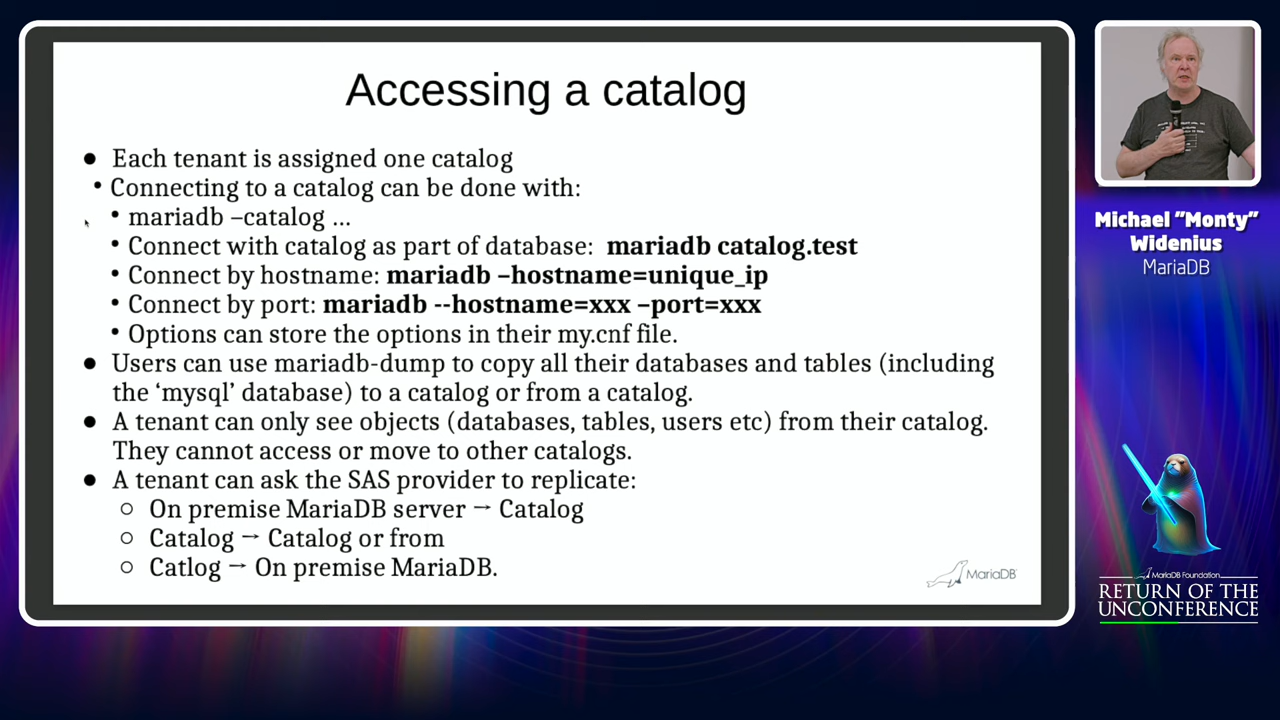 Accessing a catalog
● Each tenant is assigned one catalog
• Connecting to a catalog can be done with:
• mariadb –catalog ...
• Connect with catalog as part of database: mariadb catalog.test
• Connect by hostname: mariadb –hostname=unique_ip
• Connect by port: mariadb --hostname=xxx –port=xxx
• Options can store the options in their my.cnf file.
● Users can use mariadb-dump to copy all their databases and tables (including
the ‘mysql’ database) to a catalog or from a catalog.
● A tenant can only see objects (databases, tables, users etc) from their catalog.
They cannot access or move to other catalogs.
● A tenant can ask the SAS provider to replicate:
○ On premise MariaDB server → Catalog
○ Catalog → Catalog or from
○ Catlog → On premise MariaDB.
MariaDB
Michael "Monty"
Widenius
MariaDB
MariaDB Foundation
RETURN OF THE
UNCONFERENCE